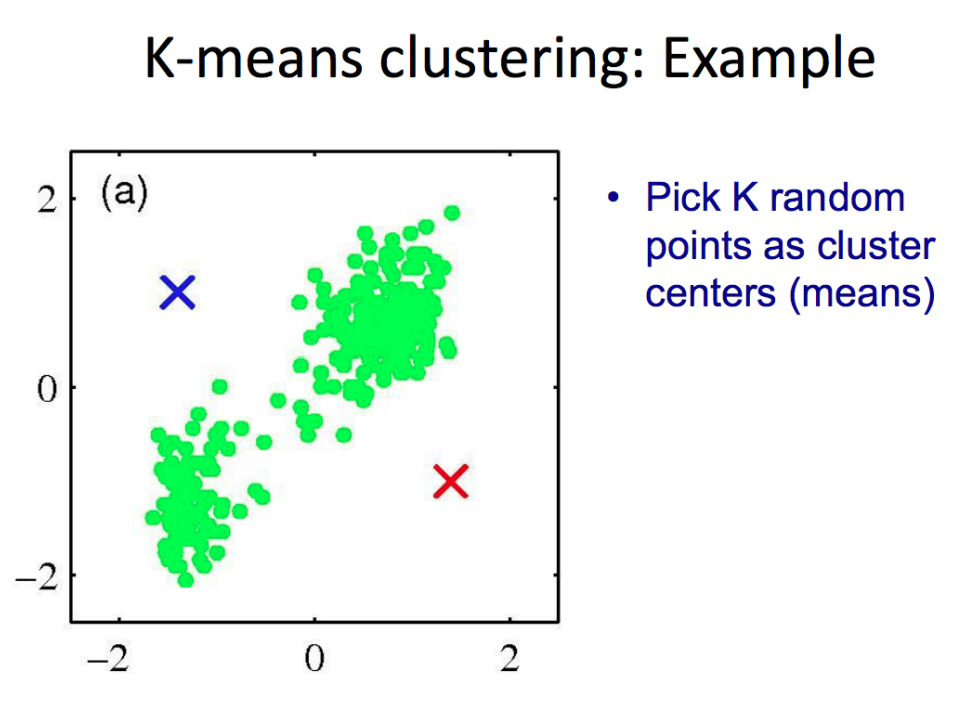 K-means clustering: Example
(a)
2
0
−2
−2
0
2
• Pick K random
points as cluster
centers (means)